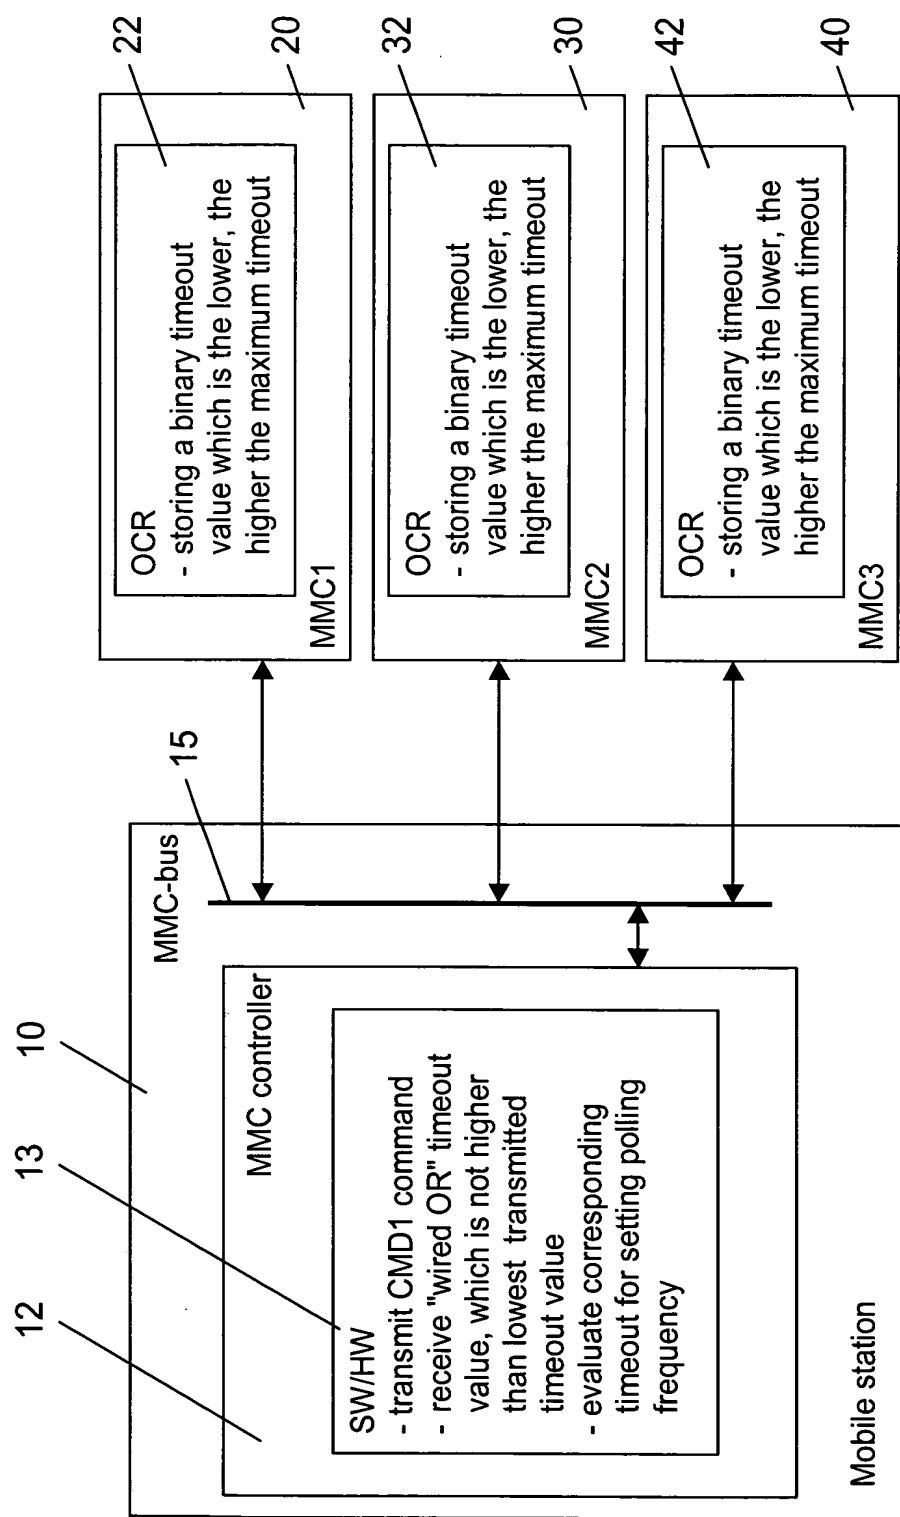 10
12
13
15
MMC-bus
MMC controller
SW/HW
- transmit CMD1 command
- receive "wired OR" timeout
value, which is not higher
than lowest transmitted
timeout value
- evaluate corresponding
timeout for setting polling
frequency
Mobile station
22
20
OCR
- storing a binary timeout
value which is the lower, the
higher the maximum timeout
MMC1
32
30
OCR
- storing a binary timeout
value which is the lower, the
higher the maximum timeout
MMC2
42
40
OCR
- storing a binary timeout
value which is the lower, the
higher the maximum timeout
MMC3